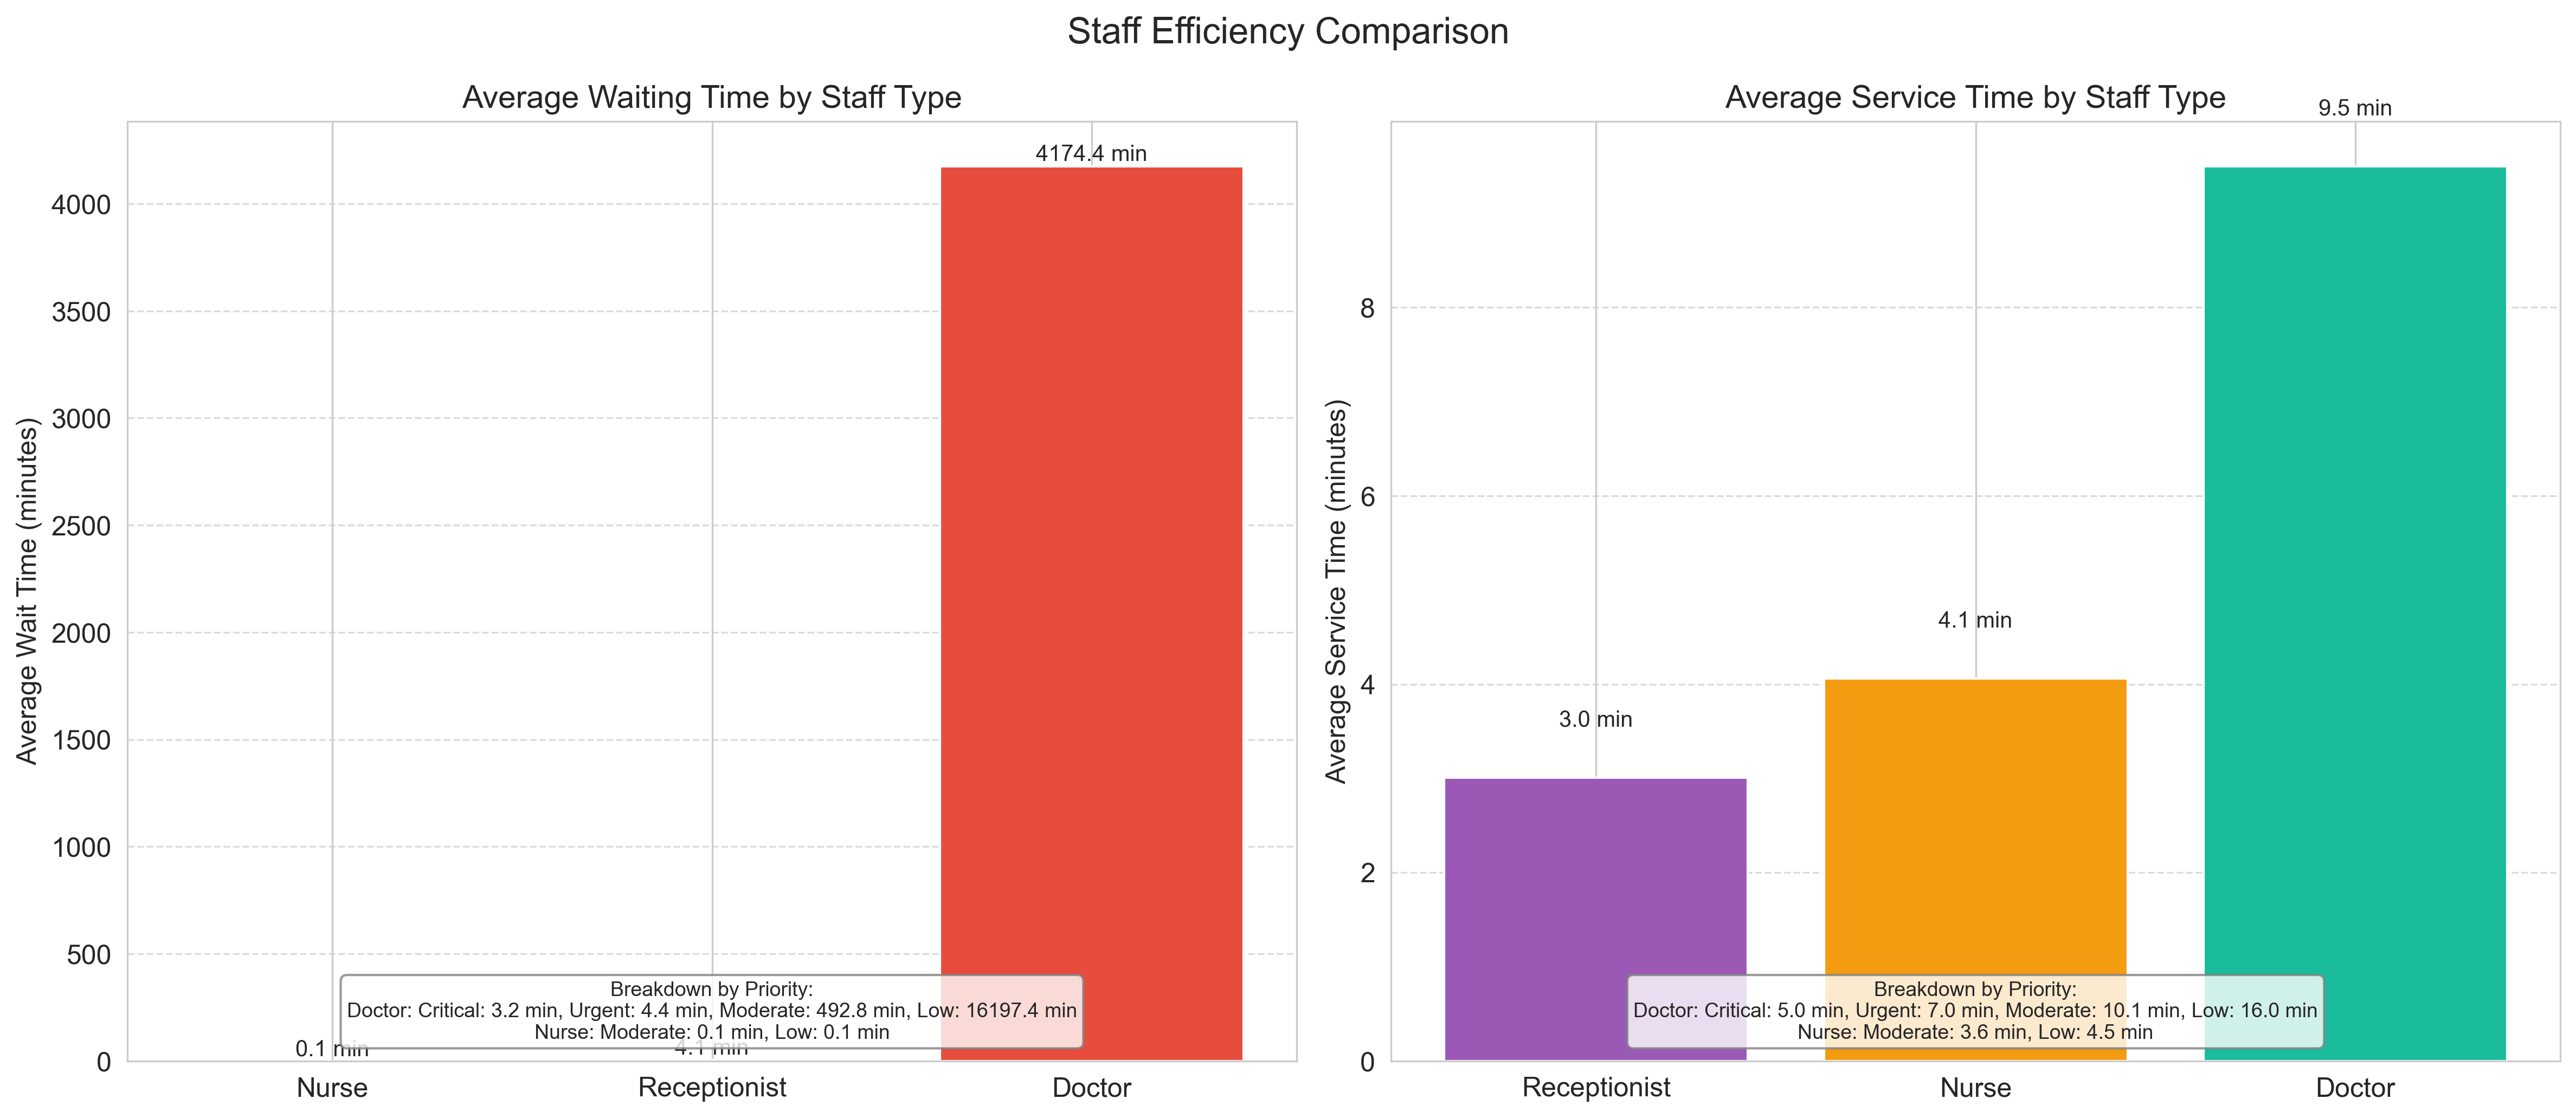 Staff Efficiency Comparison
Average Waiting Time by Staff Type
Average Wait Time (minutes)
4000
3500
3000
2500
2000
1500
1000
500
0
4174.4 min
0.1 min
4.1 min
Breakdown by Priority:
Doctor: Critical: 3.2 min, Urgent: 4.4 min, Moderate: 492.8 min, Low: 16197.4 min
Nurse: Moderate: 0.1 min, Low: 0.1 min
Nurse
Receptionist
Doctor
Average Service Time by Staff Type
Average Service Time (minutes)
8
6
4
2
0
3.0 min
4.1 min
9.5 min
Breakdown by Priority:
Doctor: Critical: 5.0 min, Urgent: 7.0 min, Moderate: 10.1 min, Low: 16.0 min
Nurse: Moderate: 3.6 min, Low: 4.5 min
Receptionist
Nurse
Doctor